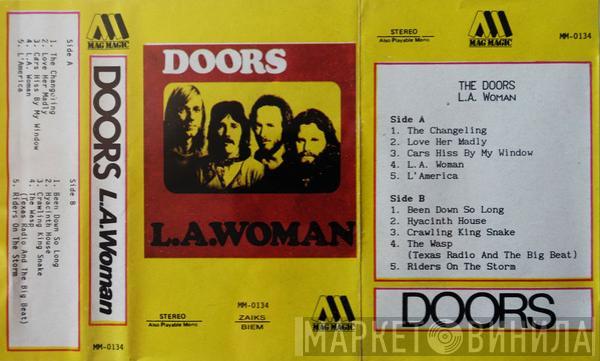 Side A
1. The Changuiing
2. Love Her Madly
3. Cars Hiss By My Window
4. L.A. Woman
5. L'America
Side B
1. Been Down So Long
2. Hyacinth House
3. Crawling King Snake
4. The Wasp
(Texas Radio And The Big Beat)
5. Riders On The Storm
MAG MAGIC
DOORS L.A.Woman
MM-0134
DOORS
L.A.WOMAN
STEREO
Also Playable Mono
MM-0134
ZAIKS
BIEM
MAG MAGIC
STEREO
Also Playable Mono
MAG MAGIC
MM-0134
THE DOORS
L.A. WOMAN
Side A
1. The Changeling
2. Love Her Madly
3. Cars Hiss By My Window
4. L.A. Woman
5. L'America
Side B
1. Been Down So Long
2. Hyacinth House
3. Crawling King Snake
4. The Wasp
(Texas Radio And The Big Beat)
5. Riders On The Storm
DOORS
МАРКЕТ ВИНИЛА